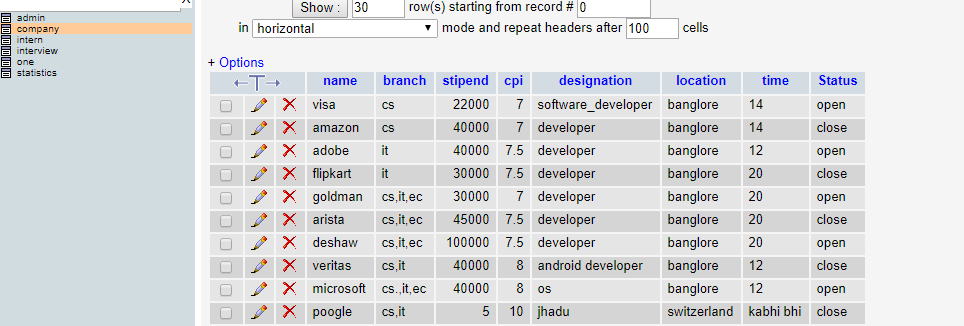 Show : 30 row(s) starting from record # 0
in horizontal mode and repeat headers after 100 cells
admin
company
intern
interview
one
statistics
+ Options
←T→ name branch stipend cpi designation location time Status
visa cs 22000 7 software_developer banglore 14 open
amazon cs 40000 7 developer banglore 14 close
adobe it 40000 7.5 developer banglore 12 open
flipkart it 30000 7.5 developer banglore 20 close
goldman cs,it,ec 30000 7 developer banglore 20 open
arista cs,it,ec 45000 7.5 developer banglore 20 close
deshaw cs,it,ec 100000 7.5 developer banglore 20 open
veritas cs,it 40000 8 android developer banglore 12 close
microsoft cs.,it,ec 40000 8 os banglore 12 open
poogle cs,it 5 10 jhadu switzerland kabhi bhi close